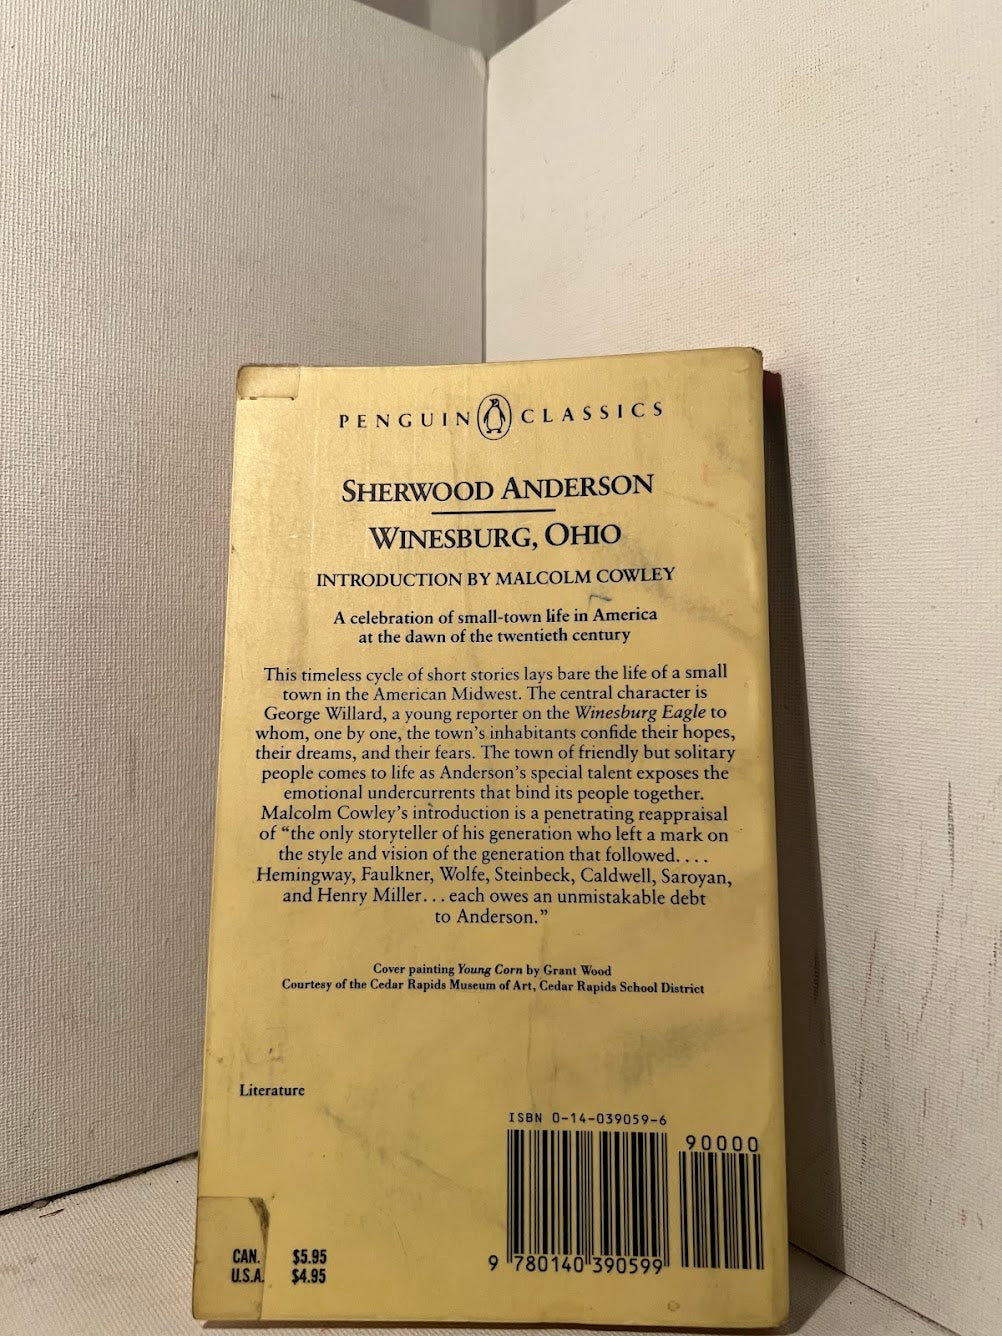 PENGUIN CLASSICS
SHERWOOD ANDERSON
WINESBURG, OHIO
INTRODUCTION BY MALCOLM COWLEY
A celebration of small-town life in America
at the dawn of the twentieth century
This timeless cycle of short stories lays bare the life of a small
town in the American Midwest. The central character is
George Willard, a young reporter on the Winesburg Eagle to
whom, one by one, the town's inhabitants confide their hopes,
their dreams, and their fears. The town of friendly but solitary
people comes to life as Anderson's special talent exposes the
emotional undercurrents that bind its people together.
Malcolm Cowley's introduction is a penetrating reappraisal
of “the only storyteller of his generation who left a mark on
the style and vision of the generation that followed. . . .
Hemingway, Faulkner, Wolfe, Steinbeck, Caldwell, Saroyan,
and Henry Miller. . . each owes an unmistakable debt
to Anderson.”
Cover painting Young Corn by Grant Wood
Courtesy of the Cedar Rapids Museum of Art, Cedar Rapids School District
Literature
ISBN 0-14-039059-6
90000
9 780140 390599
CAN. $5.95
U.S.A. $4.95